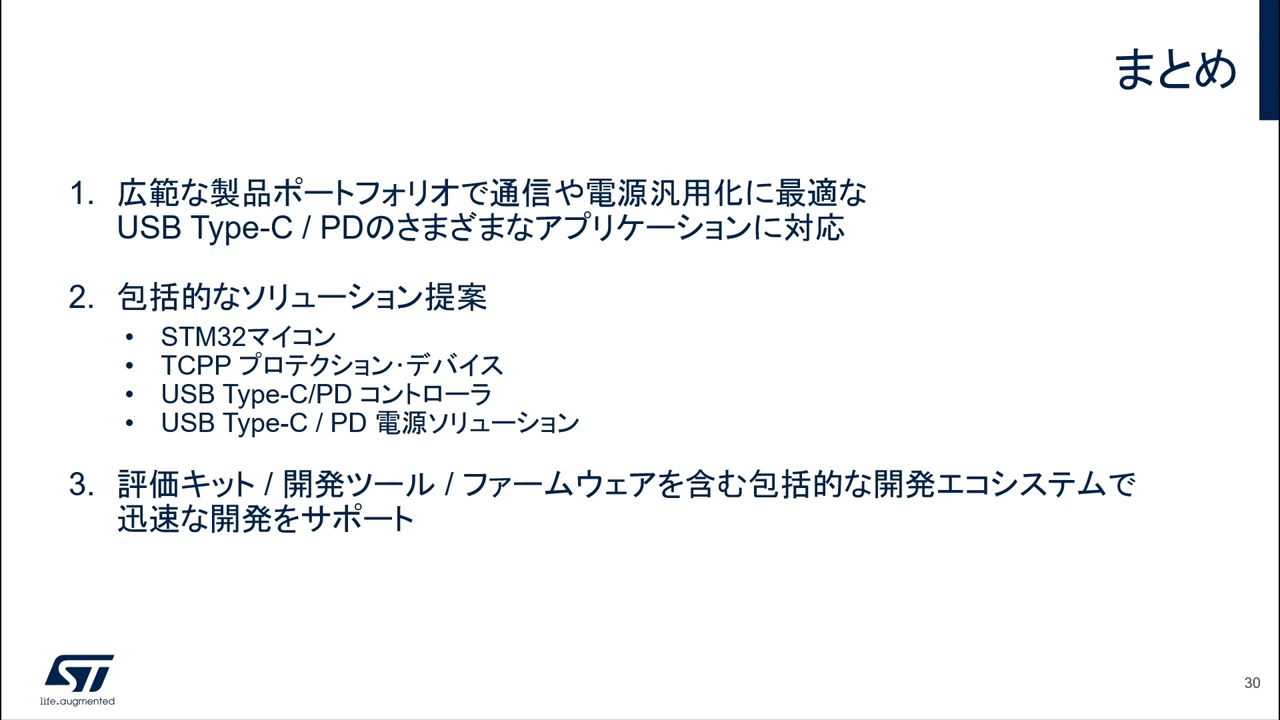 まとめ
1. 広範な製品ポートフォリオで通信や電源汎用化に最適な
USB Type-C / PDのさまざまなアプリケーションに対応
2. 包括的なソリューション提案
• STM32マイコン
• TCPP プロテクション･デバイス
• USB Type-C/PD コントローラ
• USB Type-C / PD 電源ソリューション
3. 評価キット / 開発ツール / ファームウェアを含む包括的な開発エコシステムで
迅速な開発をサポート
ST
life.augmented
30